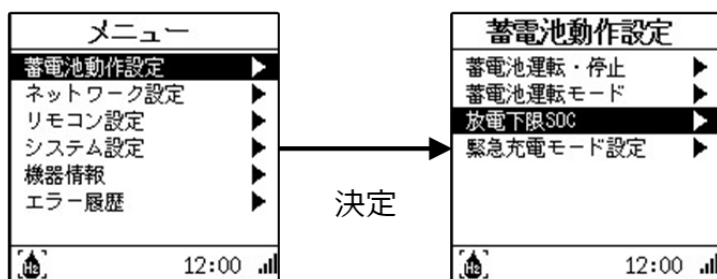 メニュー
蓄電池動作設定 ▶
ネットワーク設定 ▶
リモコン設定 ▶
システム設定 ▶
機器情報 ▶
エラー履歴 ▶
H2 12:00
決定
蓄電池動作設定
蓄電池運転・停止 ▶
蓄電池運転モード ▶
放電下限SOC ▶
緊急充電モード設定 ▶
H2 12:00